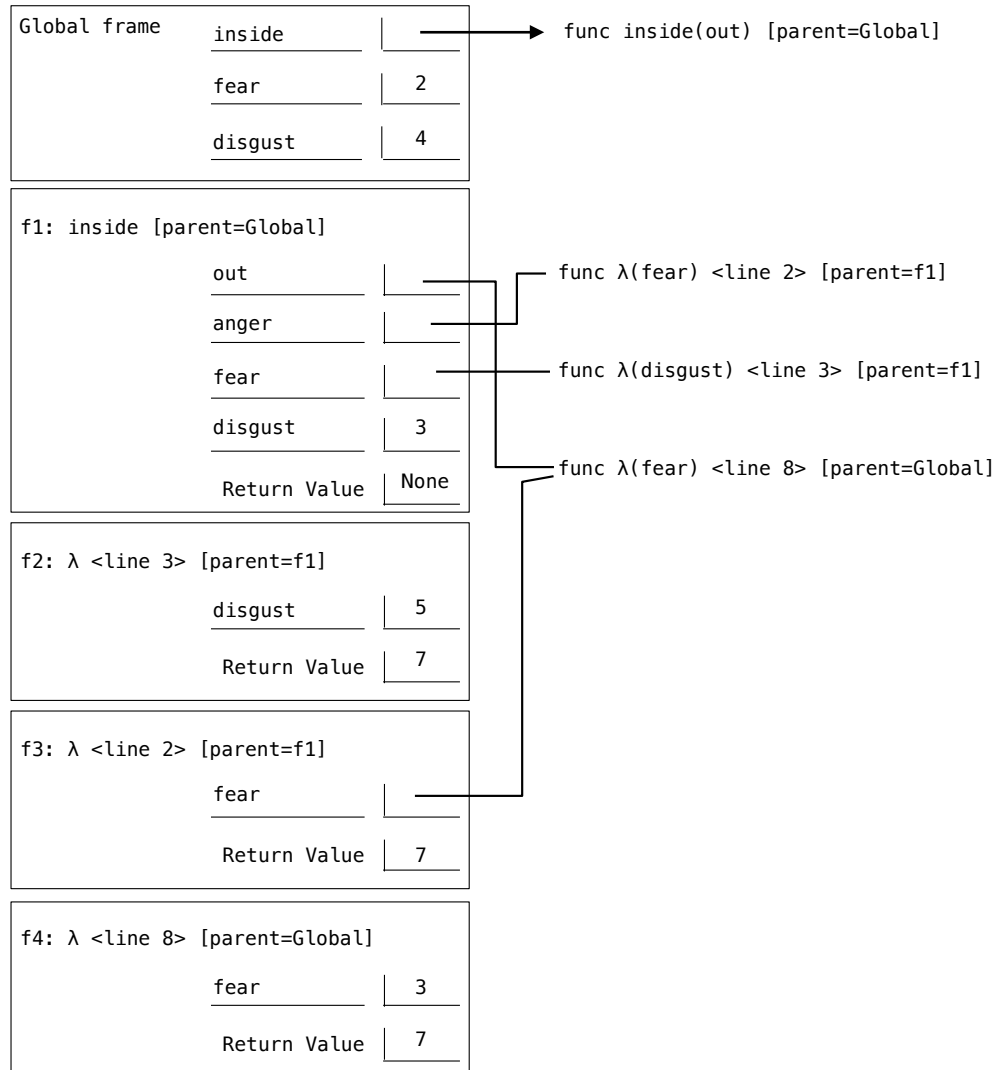 Global frame
inside
func inside(out) [parent=Global]
fear 2
disgust 4
f1: inside [parent=Global]
out
func λ(fear) <line 2> [parent=f1]
anger
fear
func λ(disgust) <line 3> [parent=f1]
disgust 3
func λ(fear) <line 8> [parent=Global]
Return Value None
f2: λ <line 3> [parent=f1]
disgust 5
Return Value 7
f3: λ <line 2> [parent=f1]
fear
Return Value 7
f4: λ <line 8> [parent=Global]
fear 3
Return Value 7